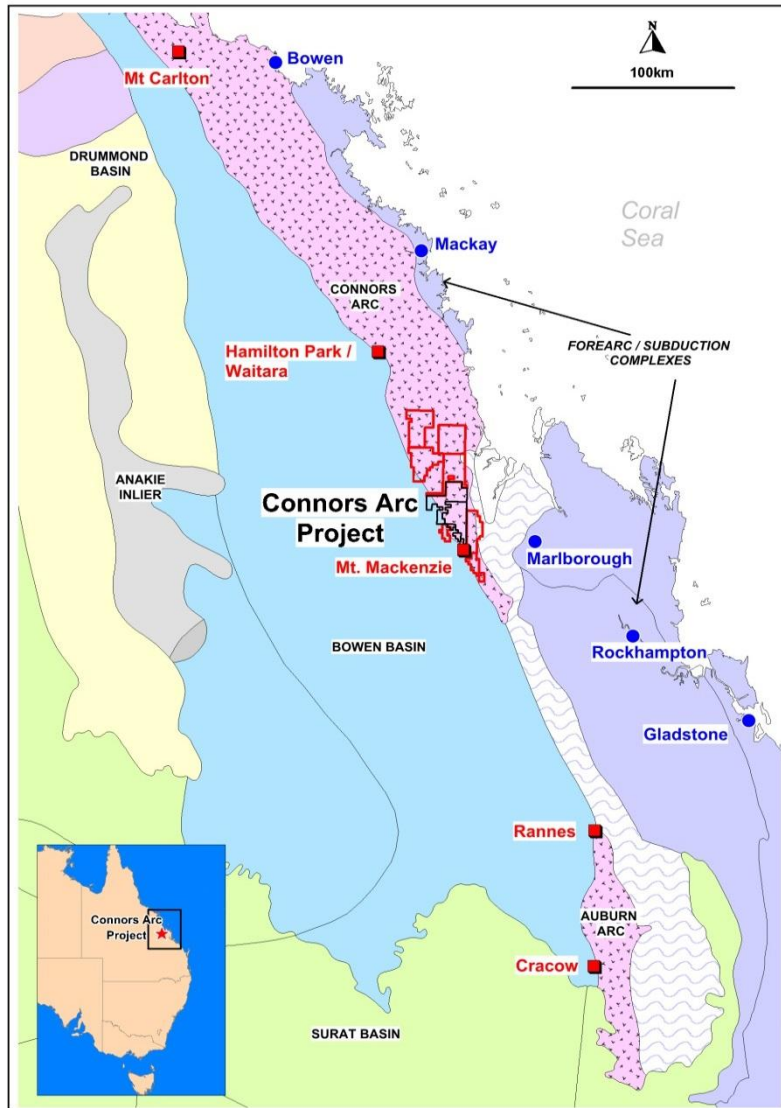 N
100km
Mt Carlton
Bowen
DRUMMOND
BASIN
Coral
Sea
Mackay
CONNORS
ARC
FOREARC / SUBDUCTION
COMPLEXES
Hamilton Park /
Waitara
ANAKIE
INLIER
Connors Arc
Project
Marlborough
Mt. Mackenzie
Rockhampton
BOWEN BASIN
Gladstone
Rannes
AUBURN
ARC
Connors Arc
Project
Cracow
SURAT BASIN